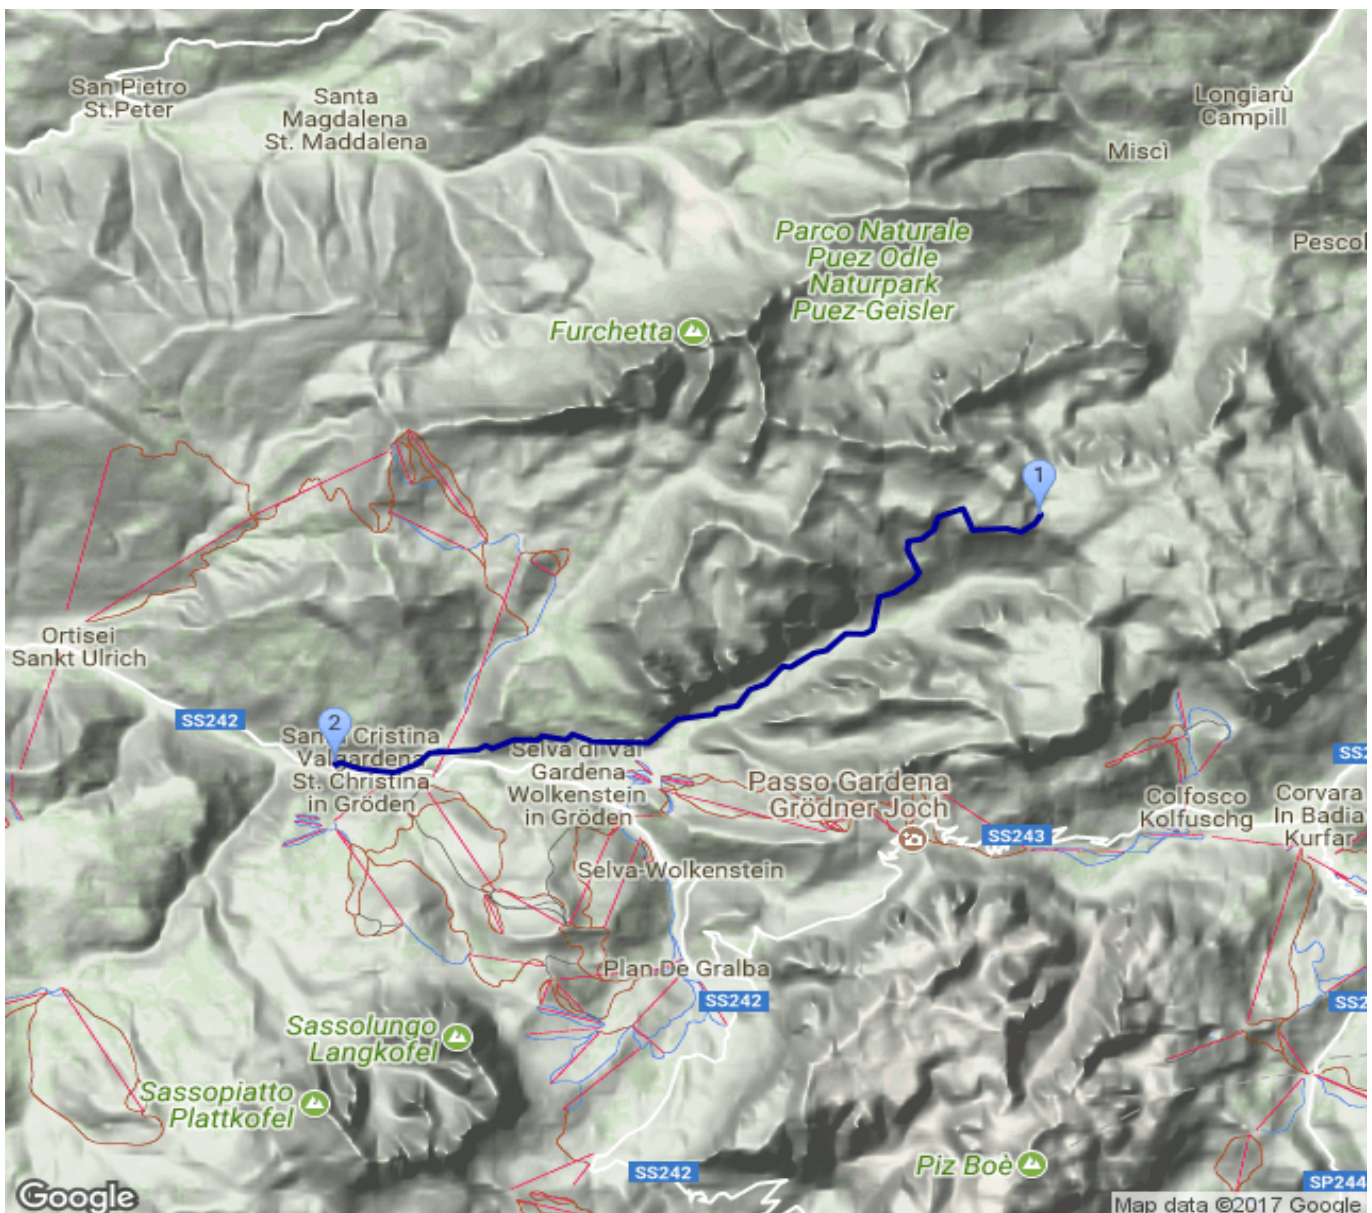 San Pietro
St.Peter
Santa
Magdalena
St. Maddalena
Longiarù
Campill
Miscì
Parco Naturale
Puez Odle
Naturpark
Puez-Geisler
Pescol
Furchetta
1
Ortisei
Sankt Ulrich
SS242
2
Santa Cristina
Valgardena
St. Christina
in Gröden
Selva di Val
Gardena
Wolkenstein
in Gröden
Passo Gardena
Grödner Joch
SS243
Colfosco
Kolfuschg
SS2
Corvara
In Badia
Kurfar
Selva-Wolkenstein
Plan De Gralba
SS242
SS2
Sassolungo
Langkofel
Sassopiatto
Plattkofel
Piz Boè
SS242
SP244
Google
Map data ©2017 Google